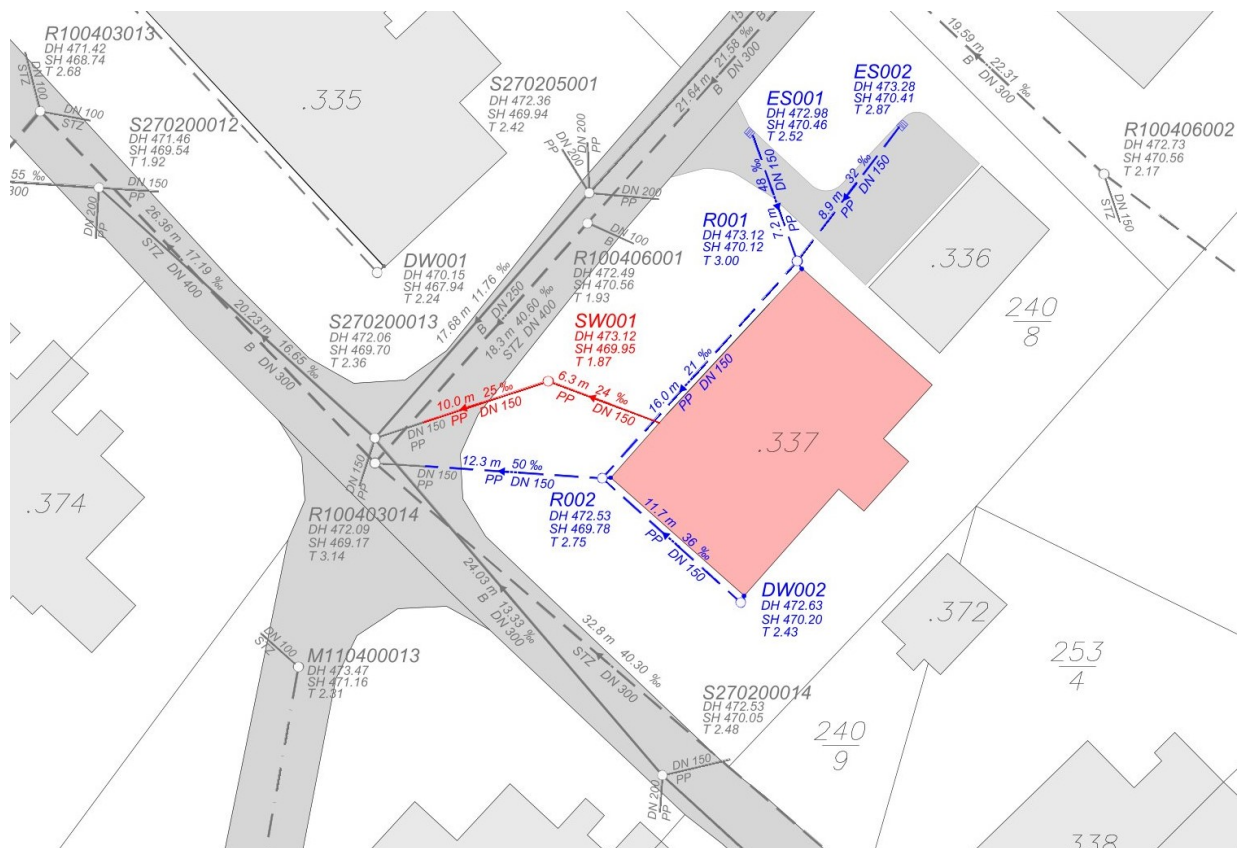 R100403013
DH 471.42
SH 468.74
T 2.68
DN 100
STZ
DN 100
STZ
S270200012
DH 471.46
SH 469.54
T 1.92
55 ‰
300
DN 150
PP
DN 200
PP
.335
S270205001
DH 472.36
SH 469.94
T 2.42
DN 200
PP
DN 200
PP
DN 200
PP
15
B
21.64 m 21.58 ‰
B DN 300
19.59 m 22.31 ‰
B DN 300
ES001
DH 472.98
SH 470.46
T 2.52
ES002
DH 473.28
SH 470.41
T 2.87
R100406002
DH 472.73
SH 470.56
T 2.17
DN 150
STZ
7.2 m 48 ‰
PP DN 150
8.9 m 32 ‰
PP DN 150
R001
DH 473.12
SH 470.12
T 3.00
.336
240
8
DW001
DH 470.15
SH 467.94
T 2.24
DN 100
B
R100406001
DH 472.49
SH 470.56
T 1.93
26.36 m 17.19 ‰
STZ DN 400
20.23 m 16.65 ‰
B DN 300
17.68 m 11.76 ‰
B DN 250
18.3 m 40.60 ‰
STZ DN 400
S270200013
DH 472.06
SH 469.70
T 2.36
SW001
DH 473.12
SH 469.95
T 1.87
10.0 m 25 ‰
PP DN 150
6.3 m 24 ‰
PP DN 150
16.0 m 21 ‰
PP DN 150
.337
DN 150
PP
DN 150
PP
DN 150
PP
12.3 m 50 ‰
PP DN 150
.374
R100403014
DH 472.09
SH 469.17
T 3.14
R002
DH 472.53
SH 469.78
T 2.75
11.7 m 36 ‰
PP DN 150
DW002
DH 472.63
SH 470.20
T 2.43
24.03 m 13.33 ‰
B DN 300
32.8 m 40.30 ‰
STZ DN 300
.372
253
4
DN 100
STZ
M110400013
DH 473.47
SH 471.16
T 2.31
S270200014
DH 472.53
SH 470.05
T 2.48
DN 150
PP
DN 200
PP
240
9
.338